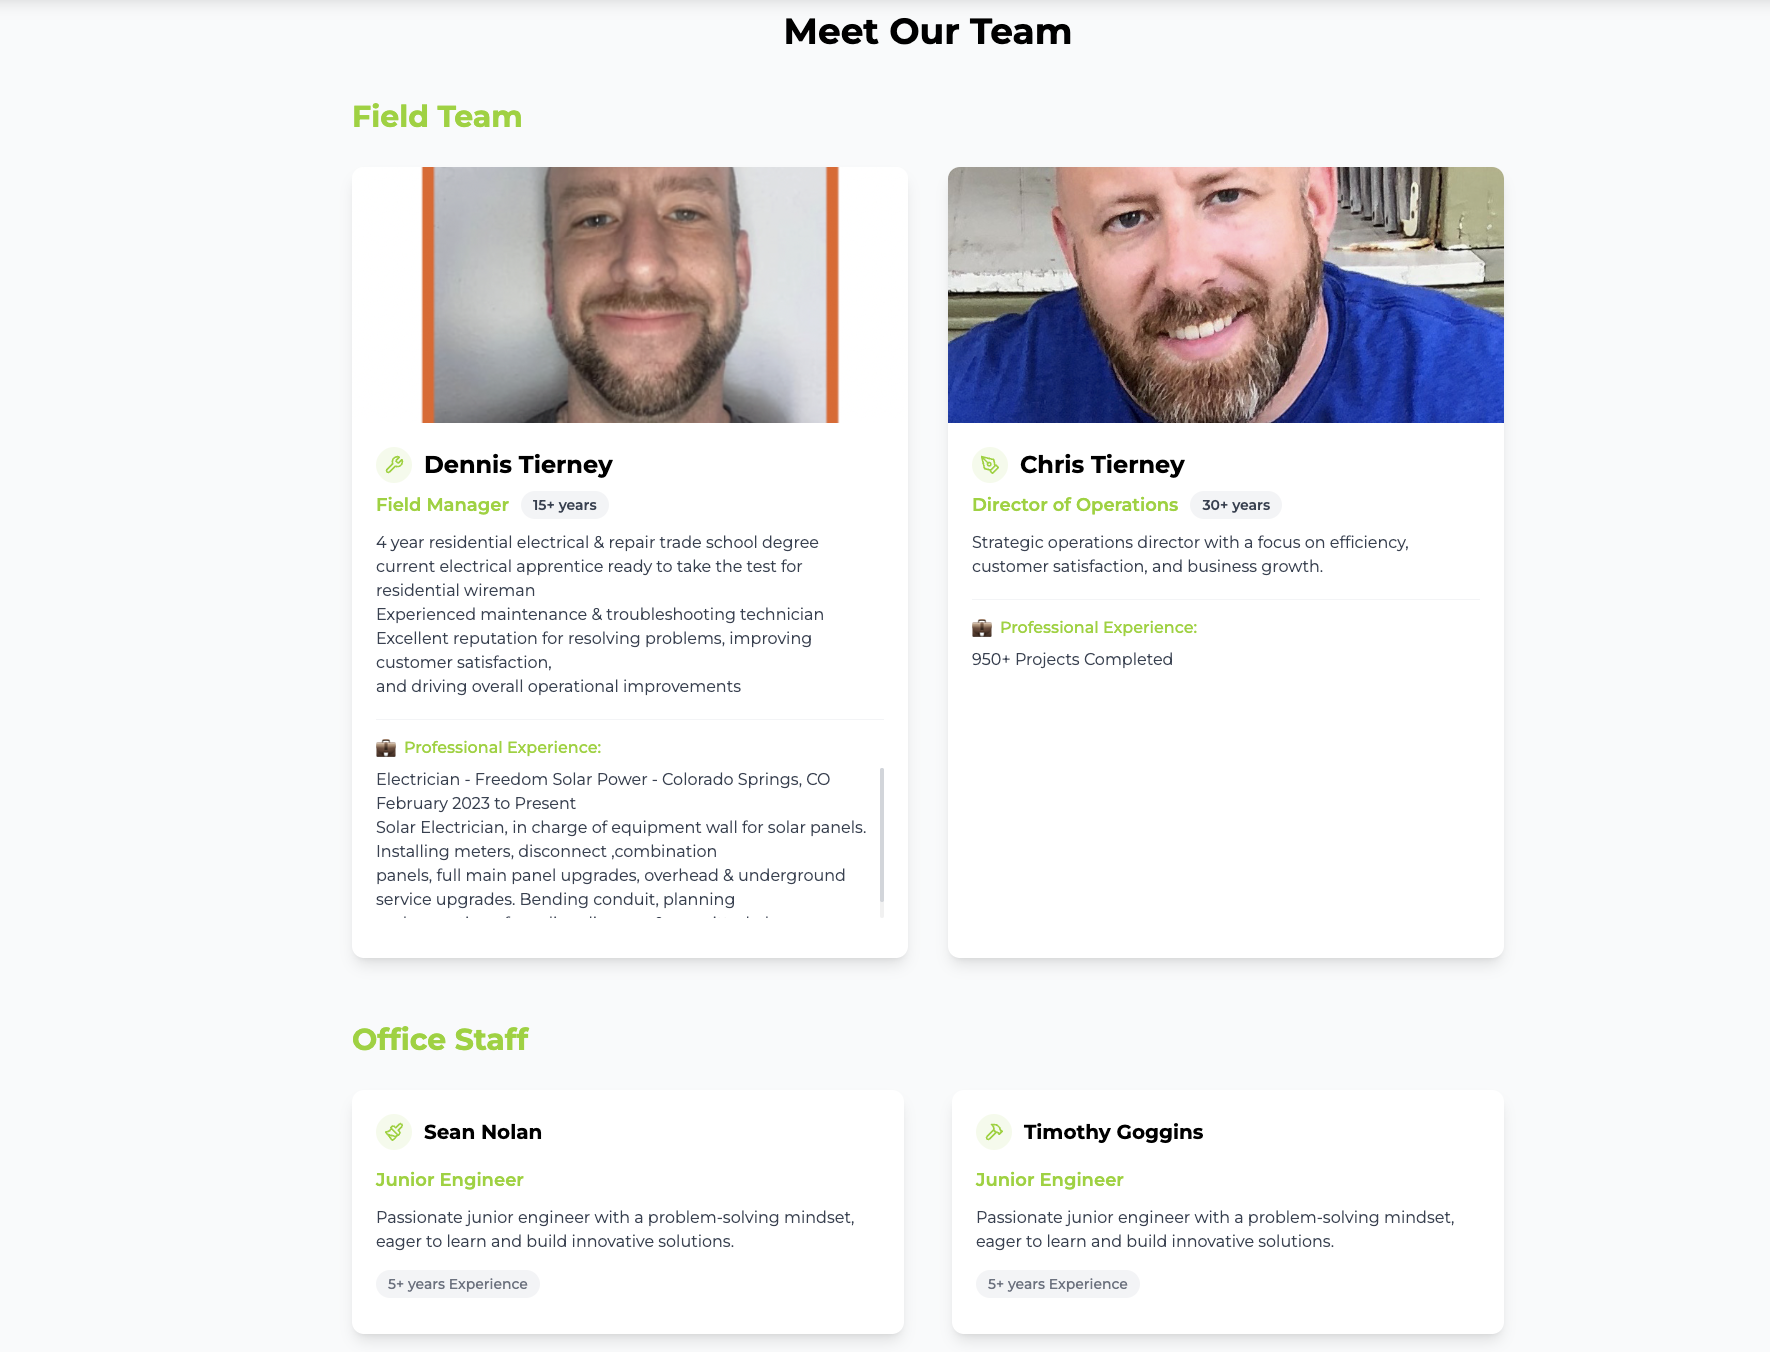 Meet Our Team
Field Team
Dennis Tierney
Field Manager 15+ years
4 year residential electrical & repair trade school degree
current electrical apprentice ready to take the test for
residential wireman
Experienced maintenance & troubleshooting technician
Excellent reputation for resolving problems, improving
customer satisfaction,
and driving overall operational improvements
Professional Experience:
Electrician - Freedom Solar Power - Colorado Springs, CO
February 2023 to Present
Solar Electrician, in charge of equipment wall for solar panels.
Installing meters, disconnect ,combination
panels, full main panel upgrades, overhead & underground
service upgrades. Bending conduit, planning
Chris Tierney
Director of Operations 30+ years
Strategic operations director with a focus on efficiency,
customer satisfaction, and business growth.
Professional Experience:
950+ Projects Completed
Office Staff
Sean Nolan
Junior Engineer
Passionate junior engineer with a problem-solving mindset,
eager to learn and build innovative solutions.
5+ years Experience
Timothy Goggins
Junior Engineer
Passionate junior engineer with a problem-solving mindset,
eager to learn and build innovative solutions.
5+ years Experience